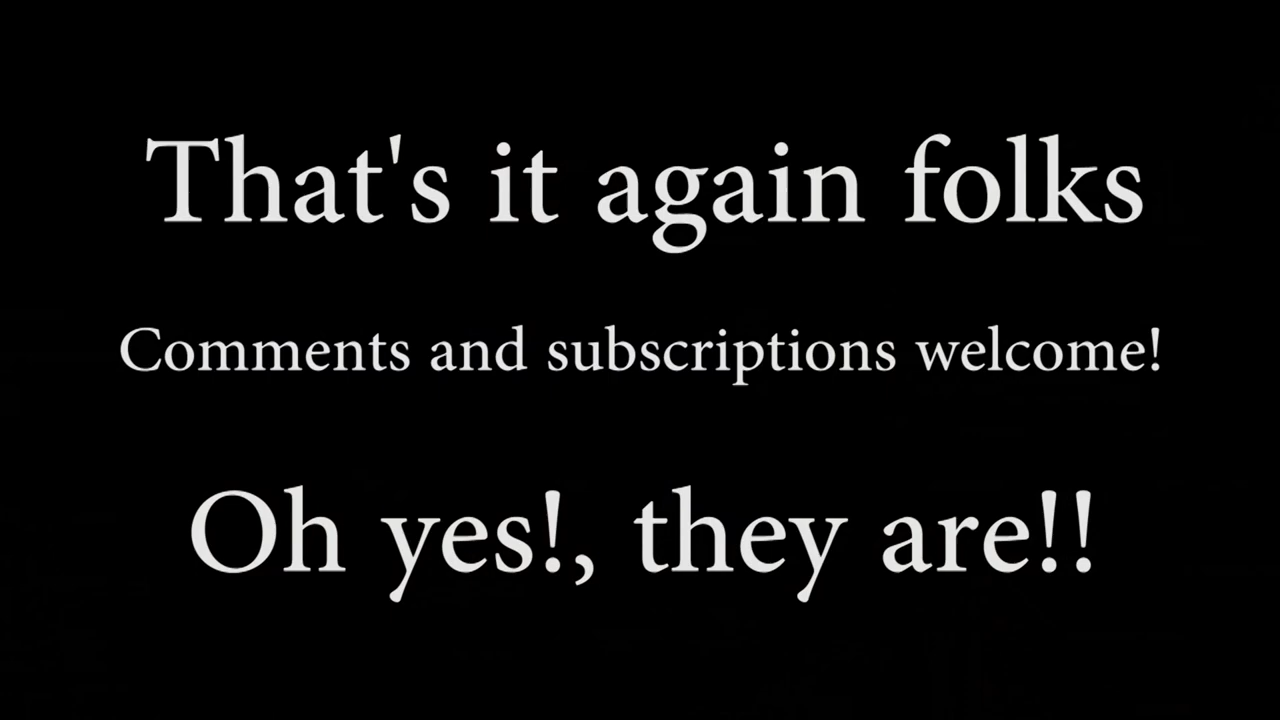 That's it again folks
Comments and subscriptions welcome!
Oh yes!, they are!!